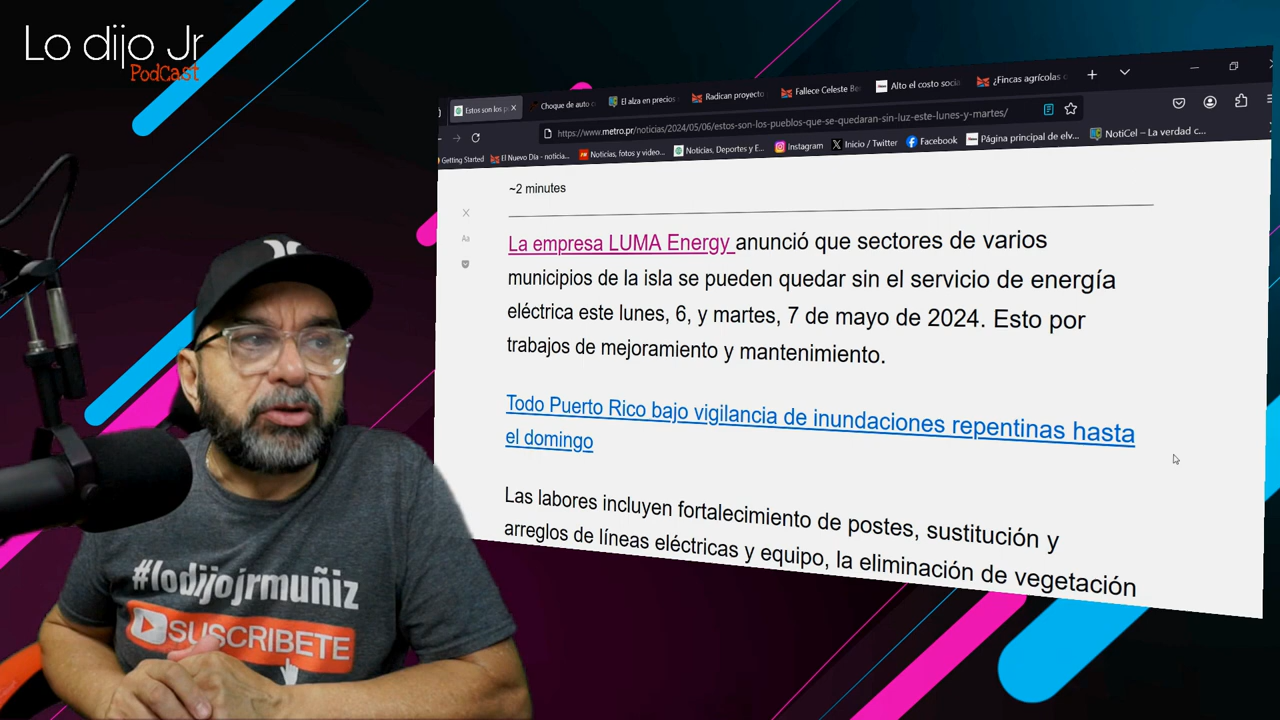 Lo dijo Jr
PodCast
Estos son los p
Choque de auto
El alza en precios
Radican proyecto
Fallece Celeste Be
Alto el costo socia
¿Fincas agrícolas
https://www.metro.pr/noticias/2024/05/06/estos-son-los-pueblos-que-se-quedaran-sin-luz-este-lunes-y-martes/
Getting Started
El Nuevo Día - noticia...
Noticias, fotos y video...
Noticias, Deportes y E...
Instagram
Inicio / Twitter
Facebook
Página principal de elv...
NotiCel – La verdad c...
~2 minutes
Aa
La empresa LUMA Energy anunció que sectores de varios
municipios de la isla se pueden quedar sin el servicio de energía
eléctrica este lunes, 6, y martes, 7 de mayo de 2024. Esto por
trabajos de mejoramiento y mantenimiento.
Todo Puerto Rico bajo vigilancia de inundaciones repentinas hasta
el domingo
Las labores incluyen fortalecimiento de postes, sustitución y
arreglos de líneas eléctricas y equipo, la eliminación de vegetación
#lodijojrmuñiz
SUSCRIBETE